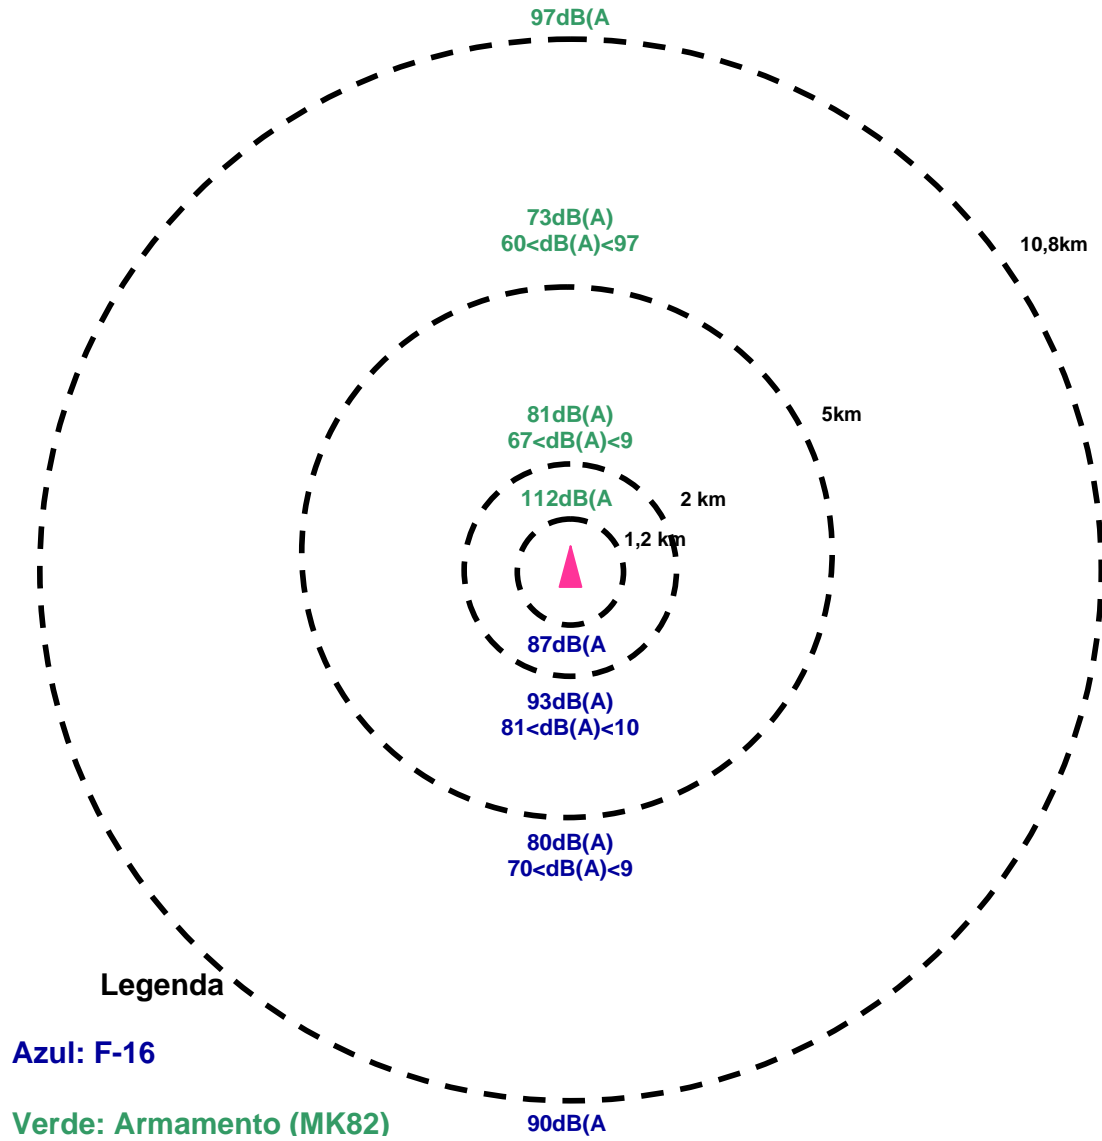 97dB(A
73dB(A)
60<dB(A)<97
10,8km
81dB(A)
67<dB(A)<9
5km
112dB(A
2 km
1,2 km
87dB(A
93dB(A)
81<dB(A)<10
80dB(A)
70<dB(A)<9
Legenda
Azul: F-16
Verde: Armamento (MK82)
90dB(A